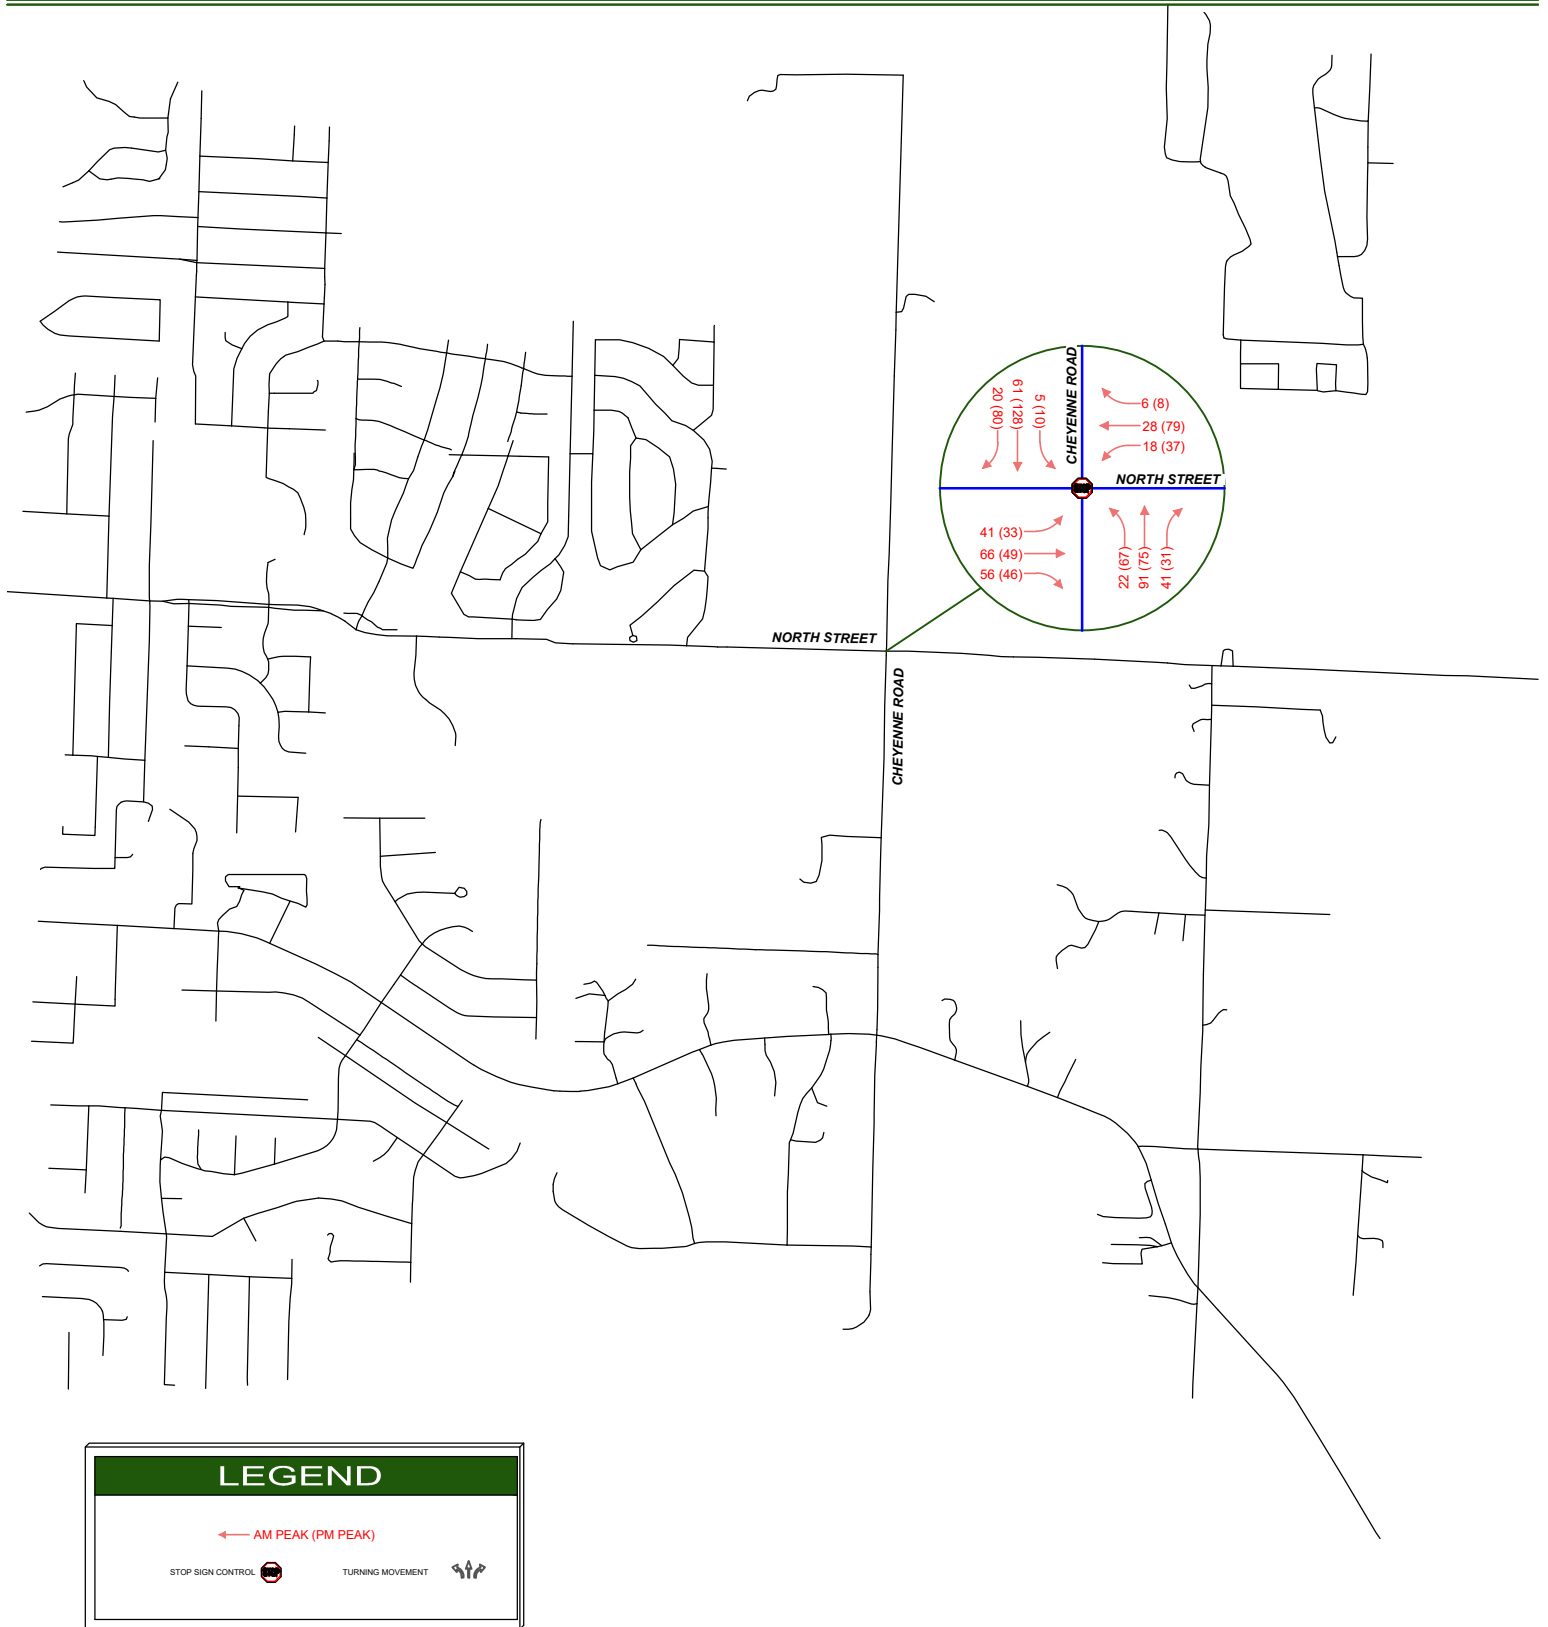 CHEYENNE ROAD
20 (80)
61 (128)
5 (10)
6 (8)
28 (79)
18 (37)
NORTH STREET
STOP
41 (33)
66 (49)
56 (46)
22 (67)
91 (75)
41 (31)
NORTH STREET
CHEYENNE ROAD
LEGEND
AM PEAK (PM PEAK)
STOP SIGN CONTROL STOP TURNING MOVEMENT